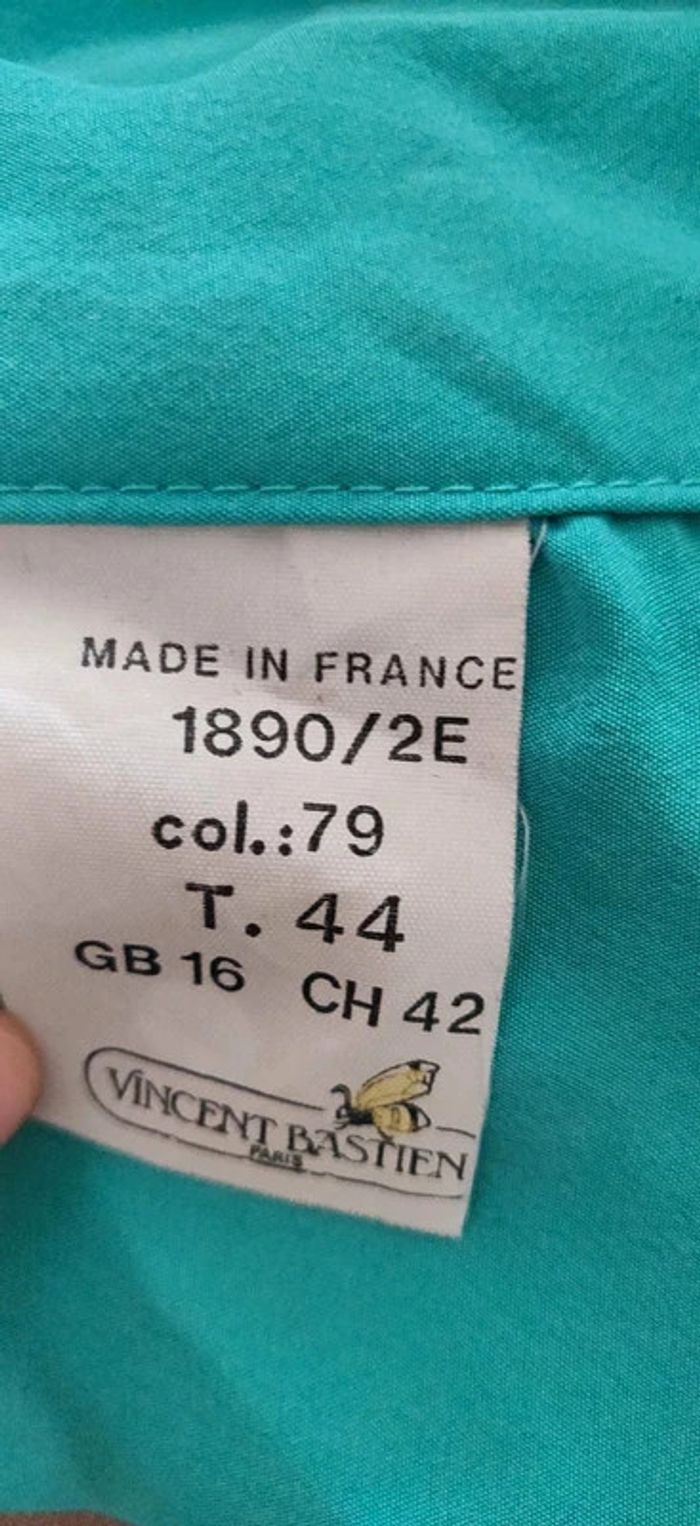 MADE IN FRANCE
1890/2E
col.:79
T. 44
GB 16 CH 42
VINCENT BASTIEN
PARIS